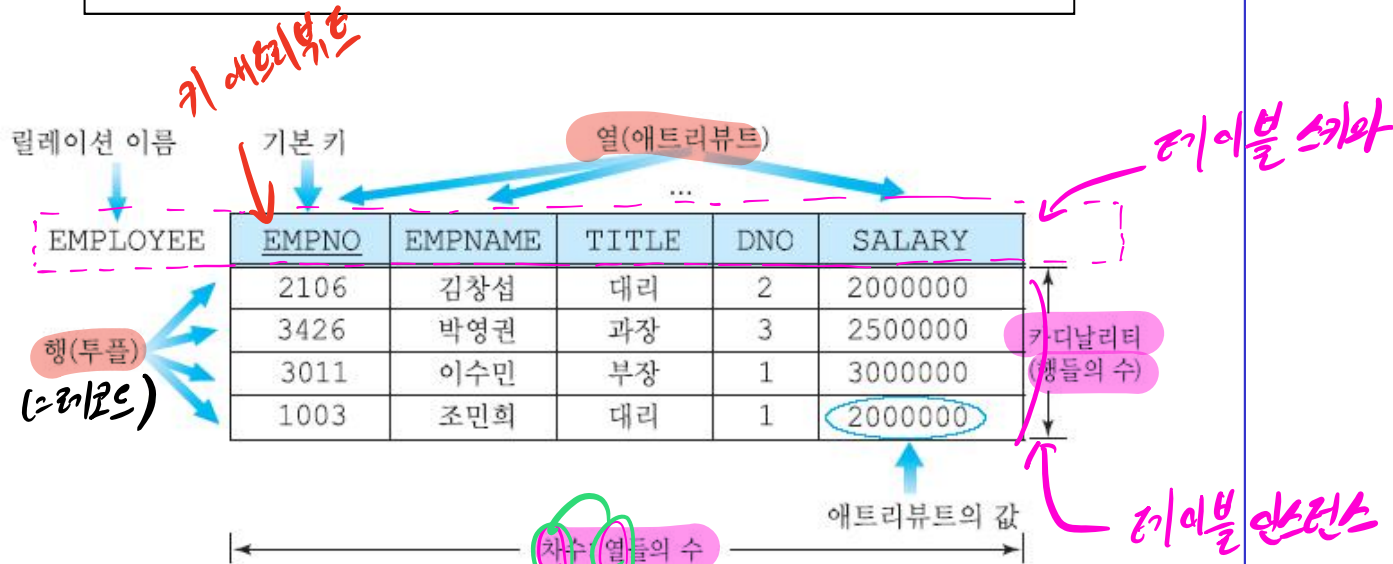 키 애트리뷰트
릴레이션 이름 기본 키 열(애트리뷰트) 테이블 스키마
...
EMPLOYEE EMPNO EMPNAME TITLE DNO SALARY
2106 김창섭 대리 2 2000000
3426 박영권 과장 3 2500000 카디날리티
행(투플) 3011 이수민 부장 1 3000000 (행들의 수)
(=레코드) 1003 조민희 대리 1 2000000
애트리뷰트의 값 테이블 인스턴스
차수 열들의 수